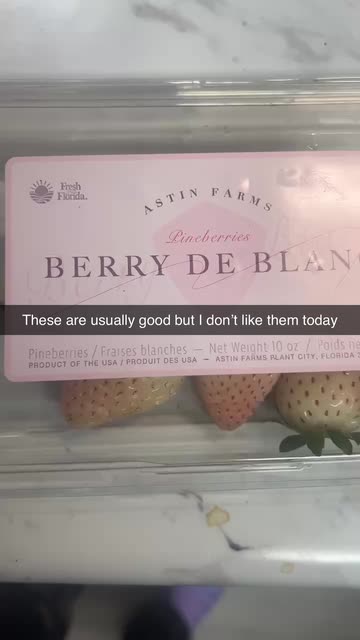 Fresh
from
Florida.
ASTIN FARMS
Pineberries
BERRY DE BLAN
These are usually good but I don't like them today
Pineberries / Fraises blanches — Net Weight 10 oz / Poids ne
PRODUCT OF THE USA / PRODUIT DES USA — ASTIN FARMS PLANT CITY, FLORIDA